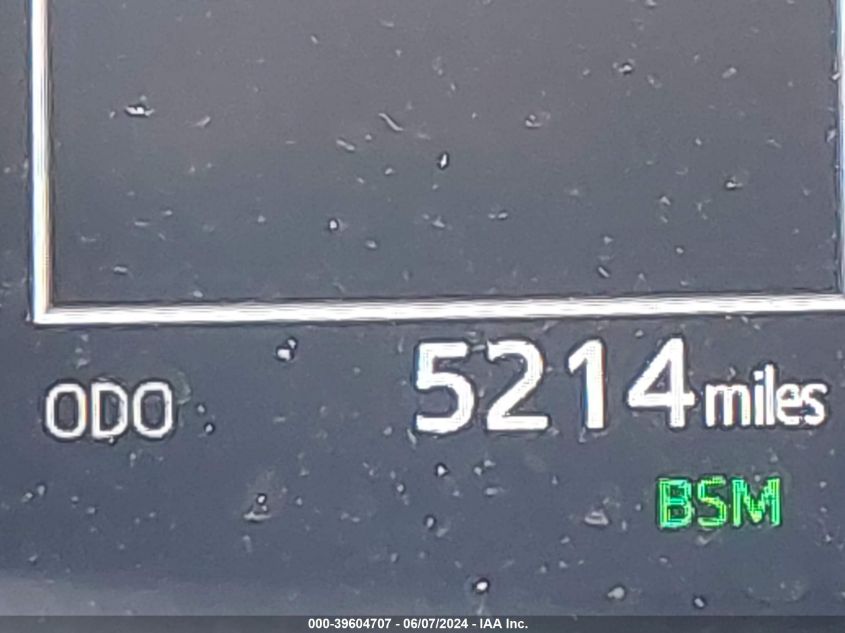 ODO 5214 miles
BSM
000-39604707 - 06/07/2024 - IAA Inc.